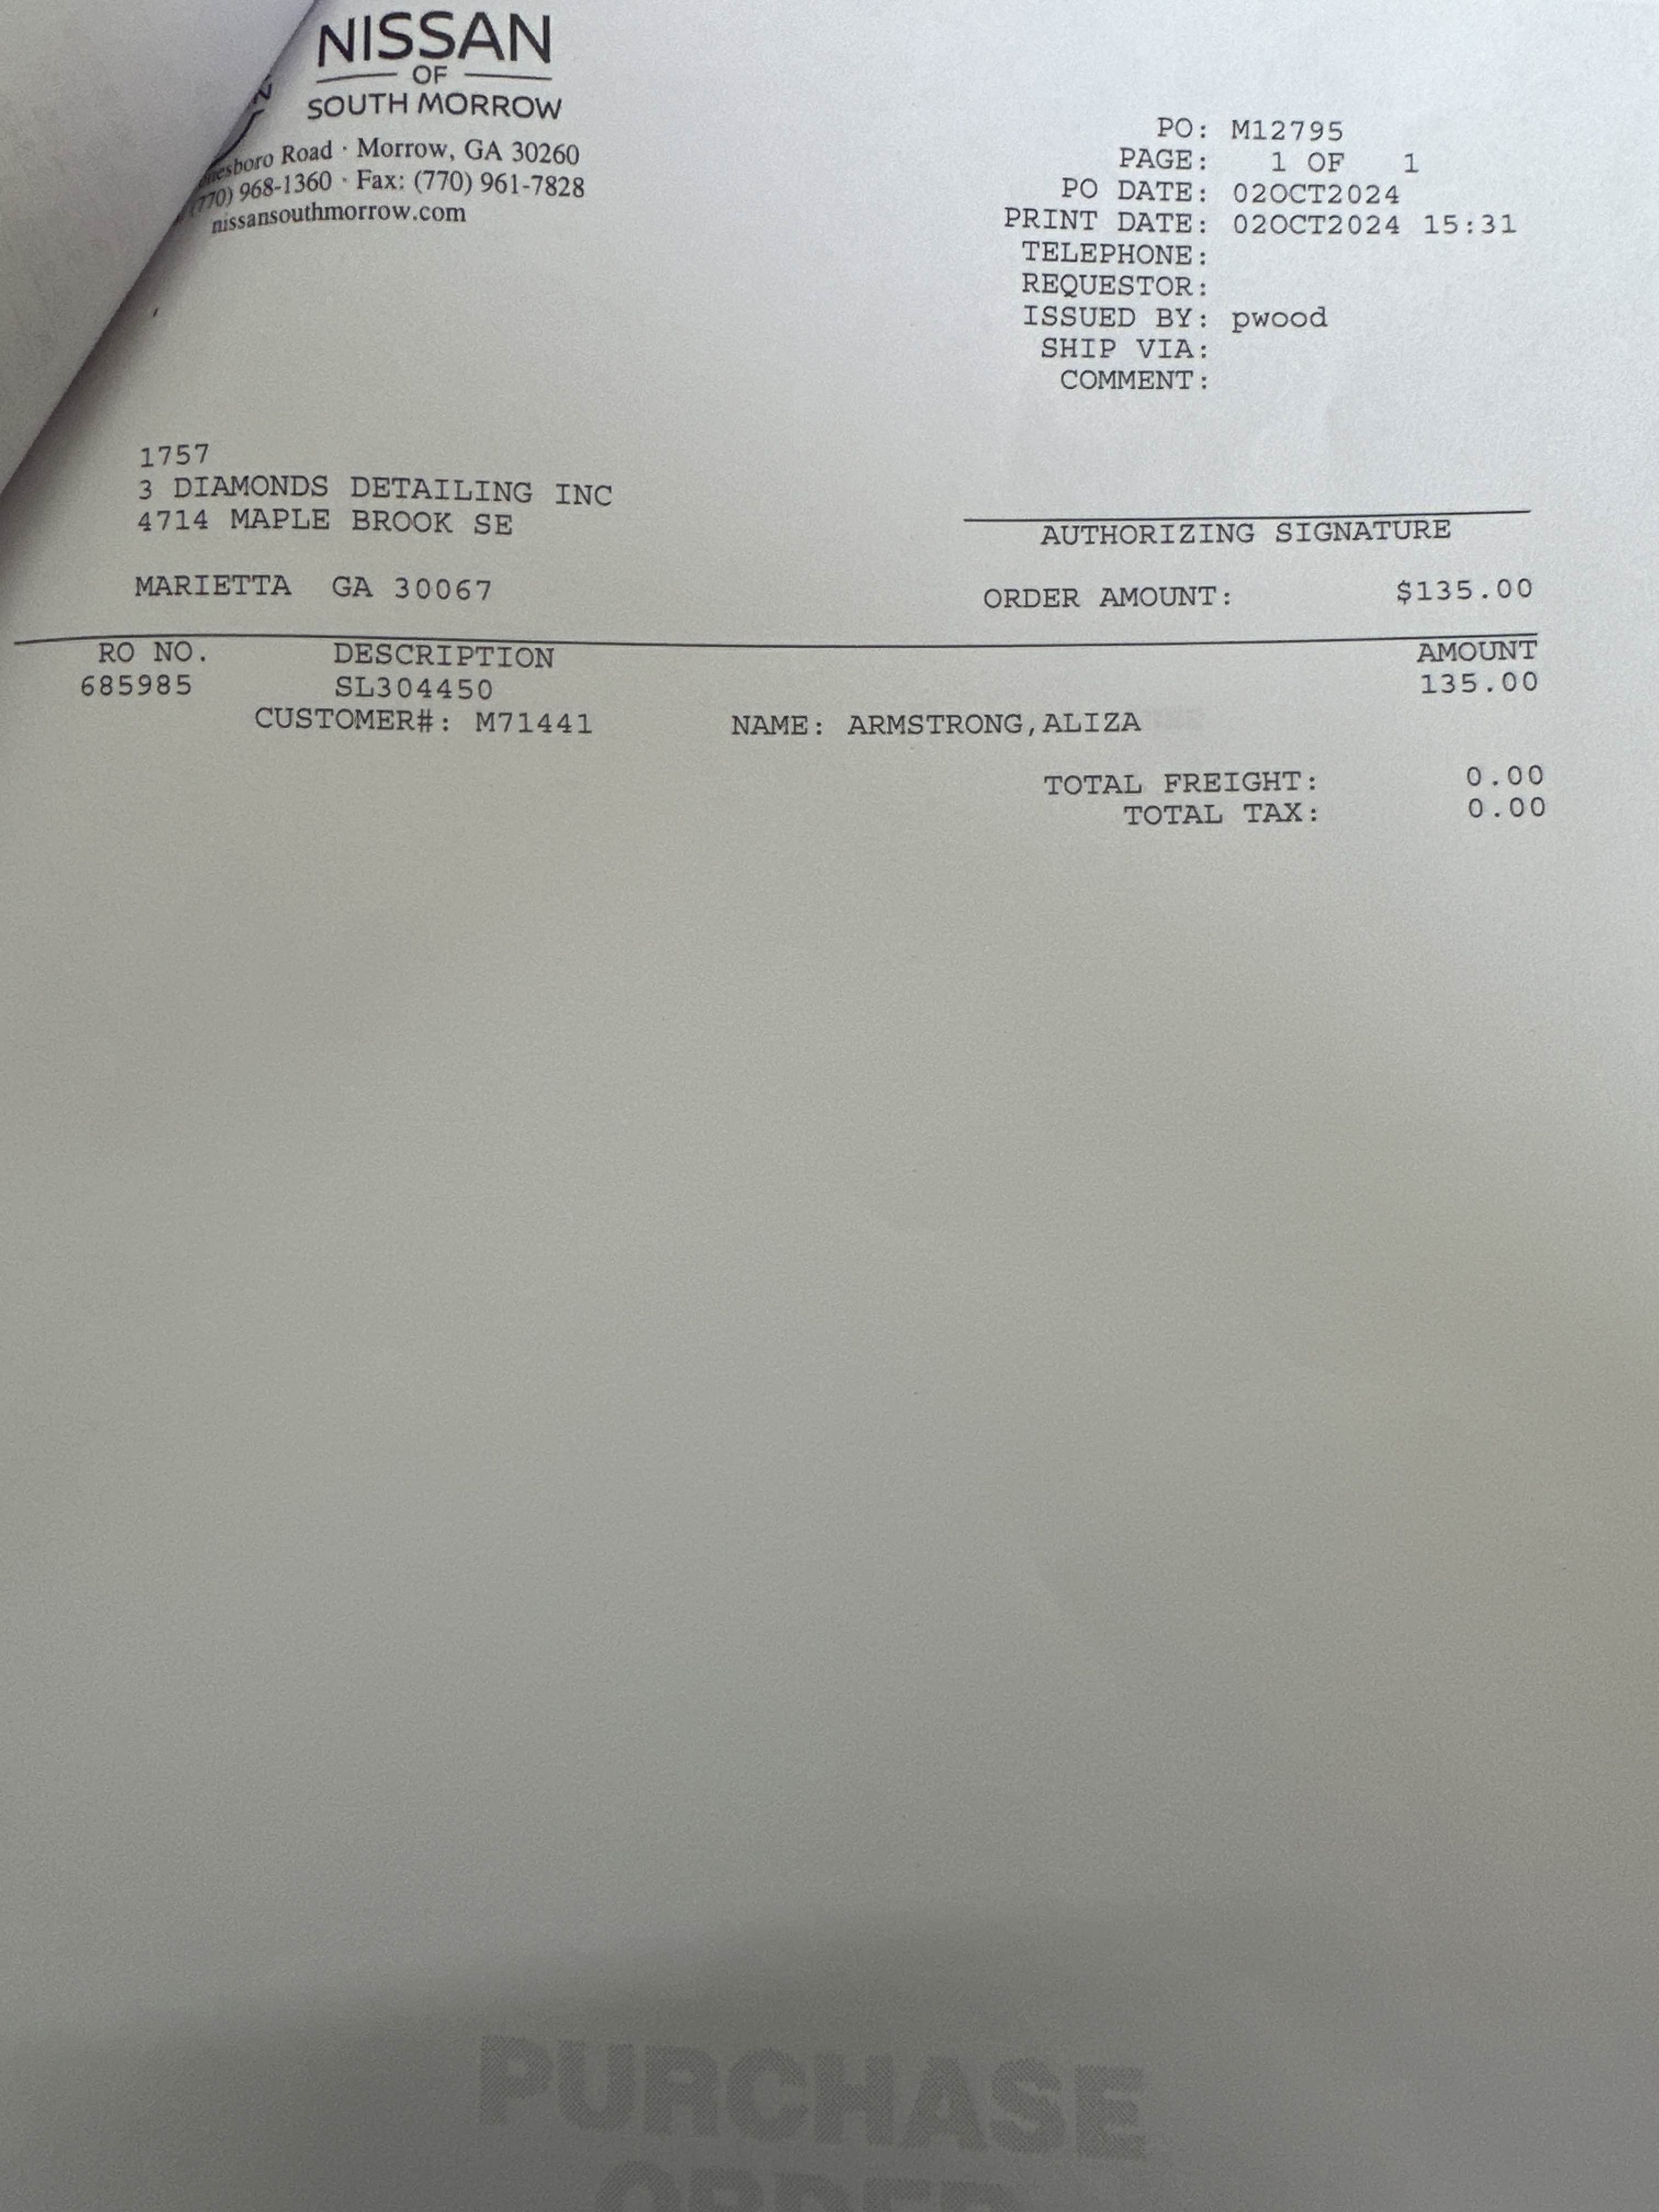 NISSAN
OF
SOUTH MORROW
Road · Morrow, GA 30260
(770) 968-1360 · Fax: (770) 961-7828
nissansouthmorrow.com
PO: M12795
PAGE: 1 OF 1
PO DATE: 02OCT2024
PRINT DATE: 02OCT2024 15:31
TELEPHONE:
REQUESTOR:
ISSUED BY: pwood
SHIP VIA:
COMMENT:
1757
3 DIAMONDS DETAILING INC
4714 MAPLE BROOK SE
MARIETTA GA 30067
AUTHORIZING SIGNATURE
ORDER AMOUNT: $135.00
RO NO. DESCRIPTION AMOUNT
685985 SL304450 135.00
CUSTOMER#: M71441 NAME: ARMSTRONG,ALIZA
TOTAL FREIGHT: 0.00
TOTAL TAX: 0.00
PURCHASE
ORDER